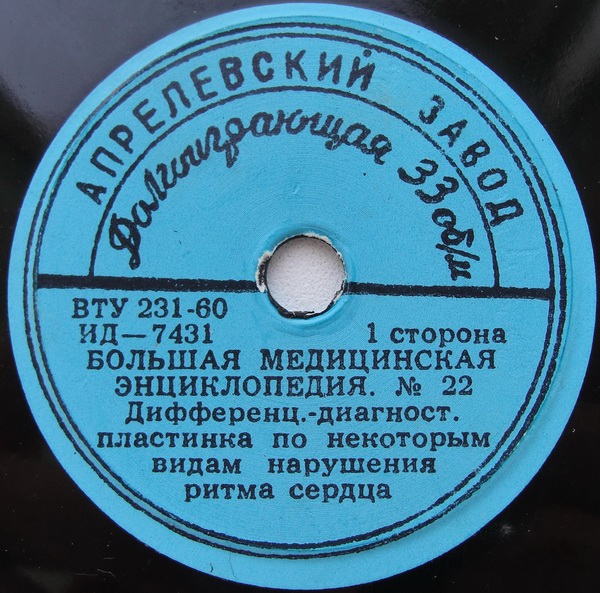 АПРЕЛЕВСКИЙ ЗАВОД
Долгоиграющая 33 об/м
ВТУ 231-60
ИД—7431 1 сторона
БОЛЬШАЯ МЕДИЦИНСКАЯ
ЭНЦИКЛОПЕДИЯ. № 22
Дифференц.-диагност.
пластинка по некоторым
видам нарушения
ритма сердца